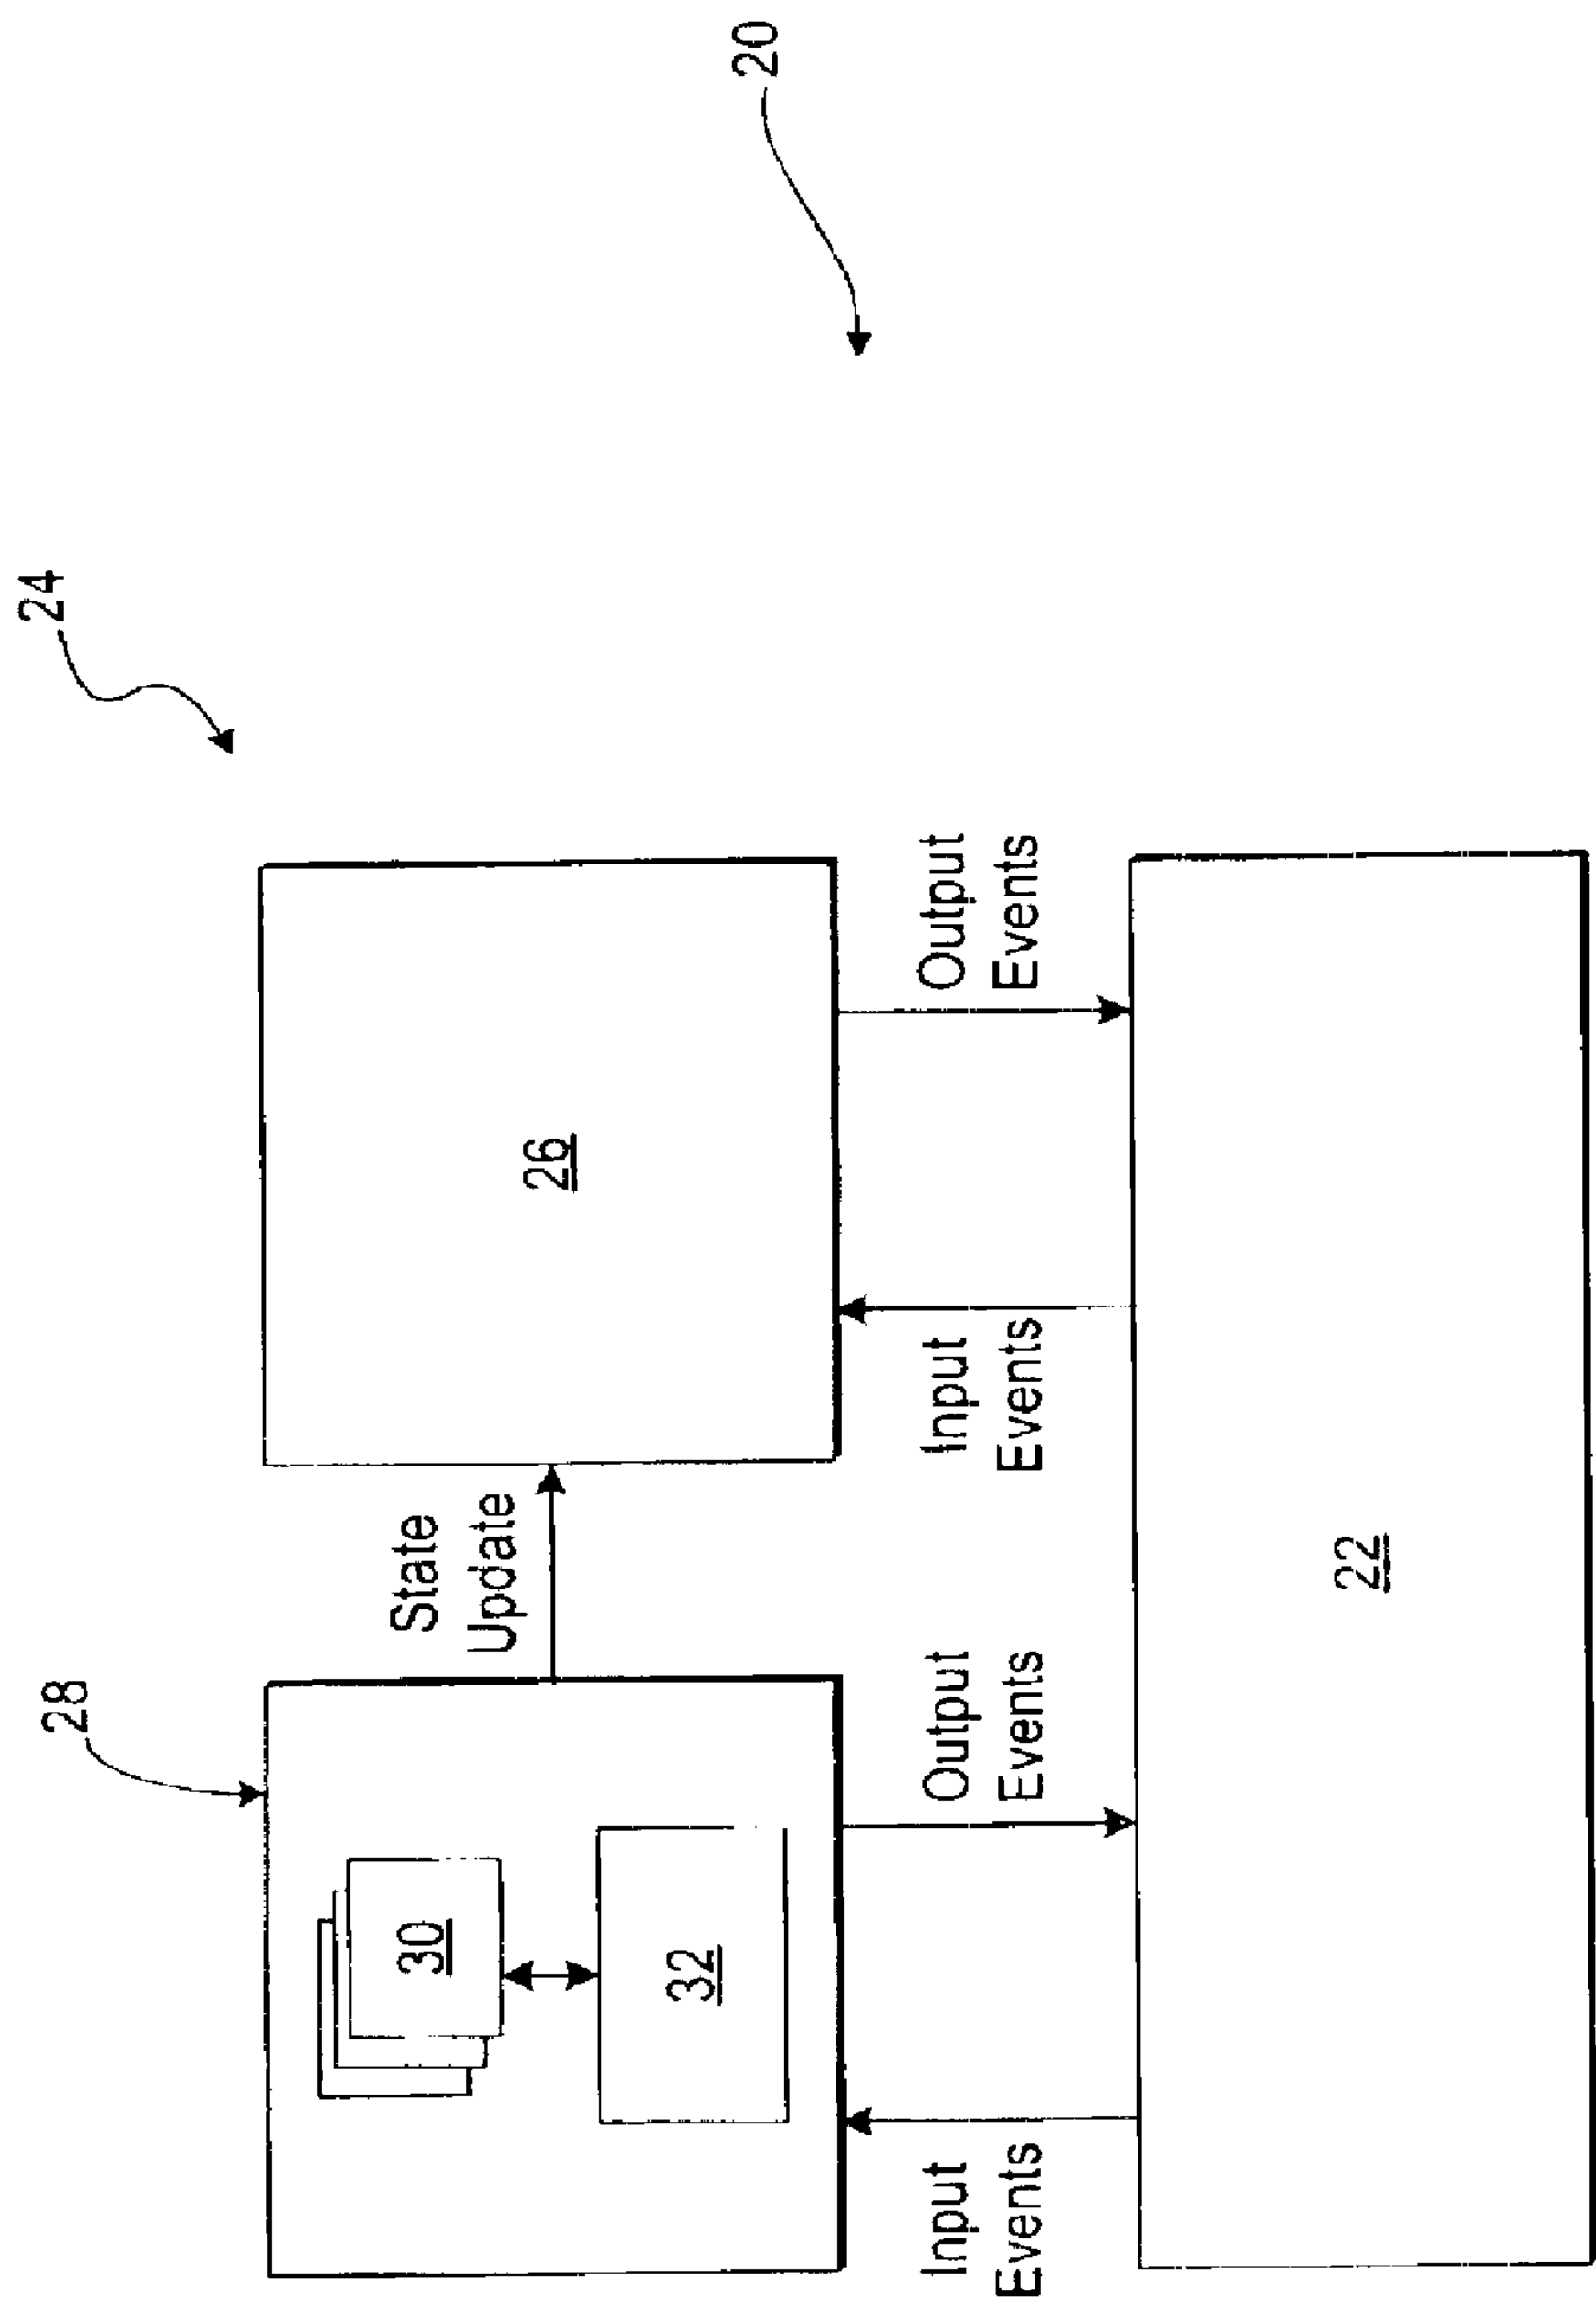 28
24
30
State
Update
26
32
20
Input
Events
Output
Events
Input
Events
Output
Events
22